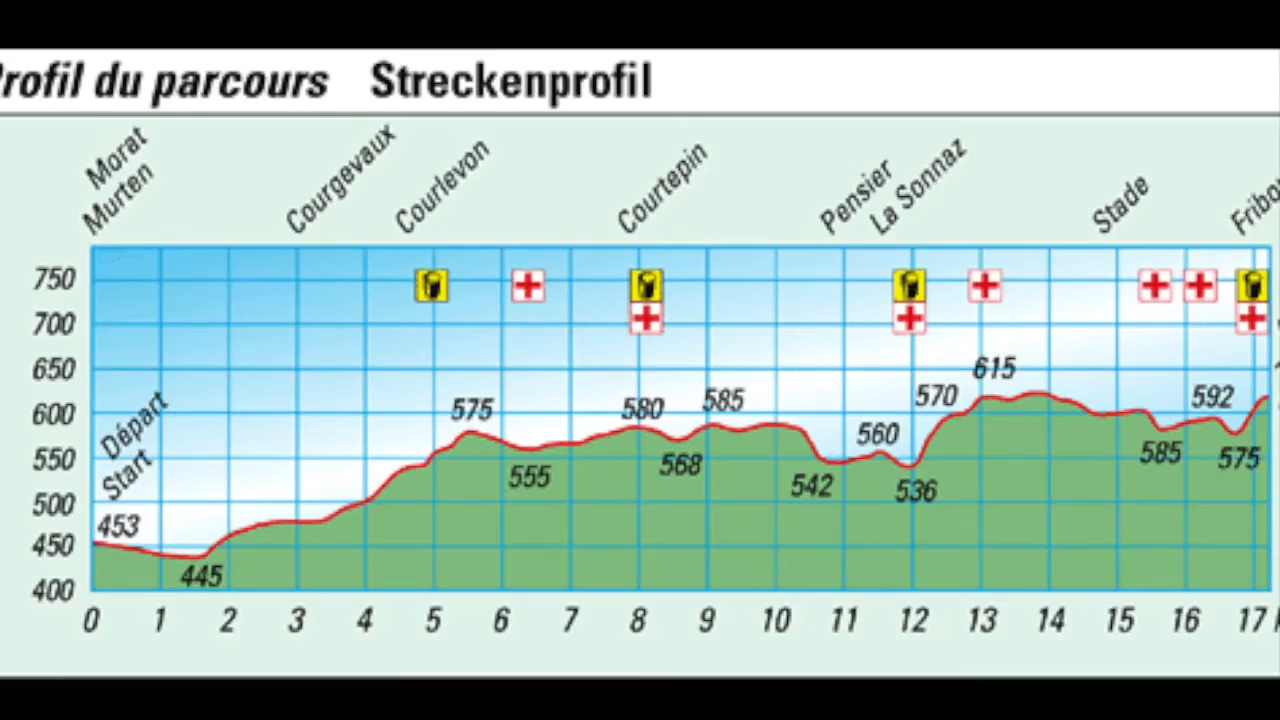 rofil du parcours Streckenprofil
Morat
Murten
Courgevaux
Courlevon
Courtepin
Pensier
La Sonnaz
Stade
Fribo
750
700
650
600
550
500
450
400
Départ
Start
453
445
575
555
580
568
585
542
560
536
570
615
585
592
575
0 1 2 3 4 5 6 7 8 9 10 11 12 13 14 15 16 17